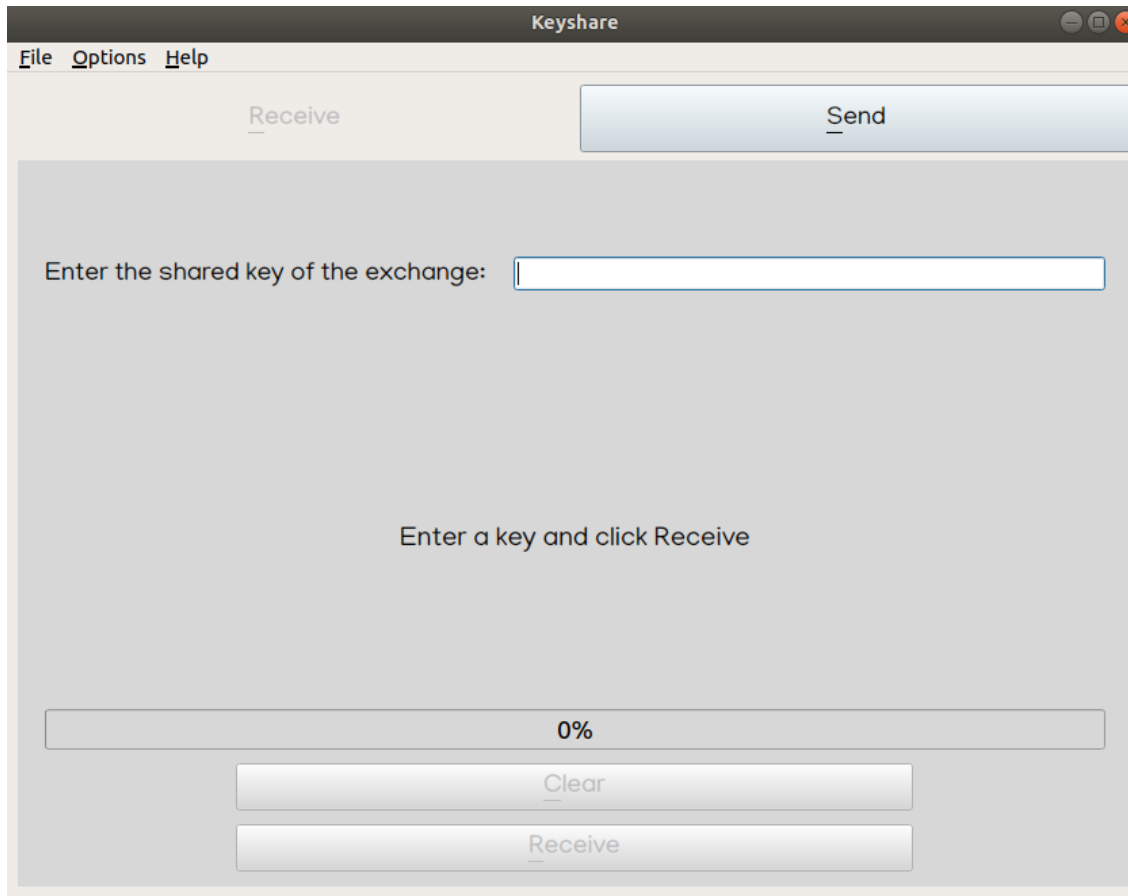 Keyshare
File Options Help
Receive Send
Enter the shared key of the exchange:
Enter a key and click Receive
0%
Clear
Receive